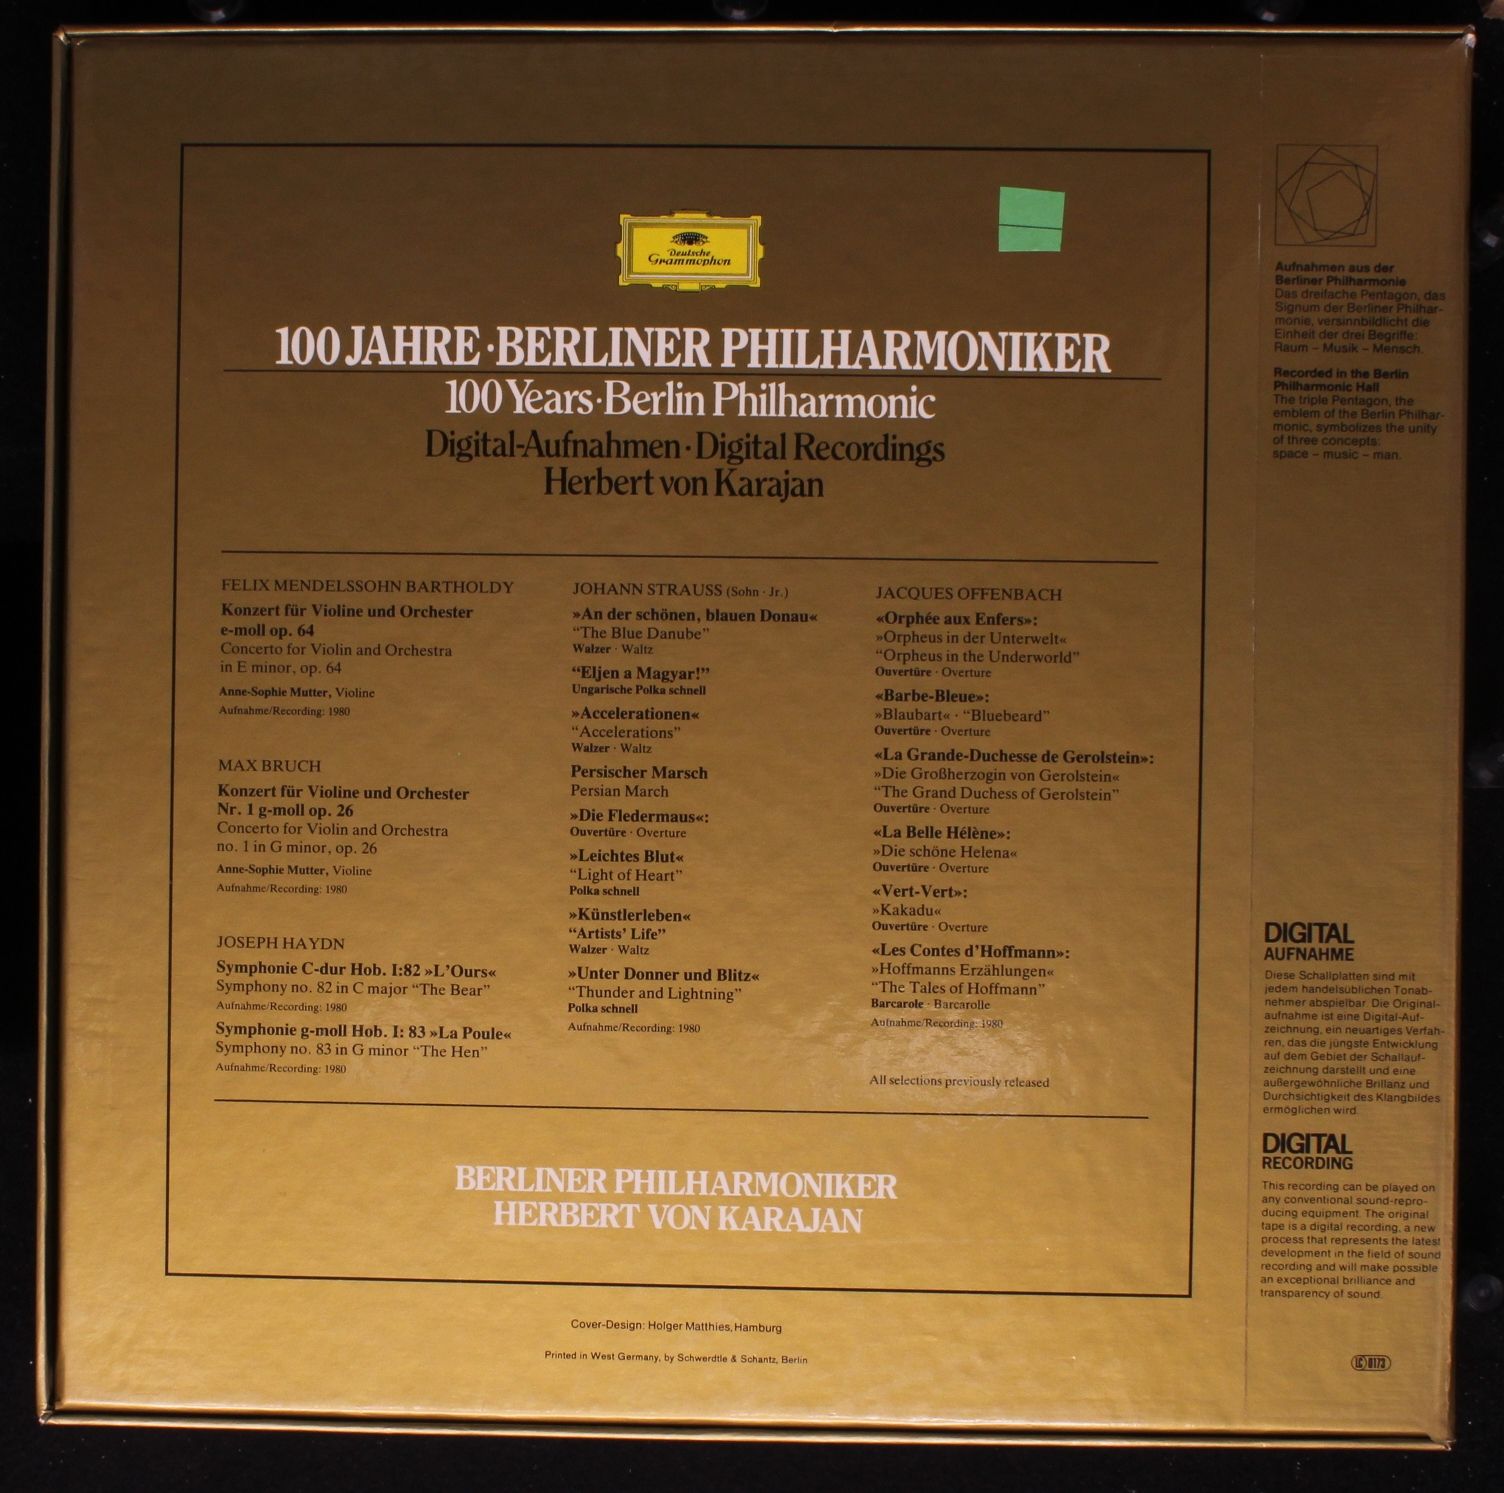 Deutsche
Grammophon
100 JAHRE·BERLINER PHILHARMONIKER
100 Years·Berlin Philharmonic
Digital-Aufnahmen·Digital Recordings
Herbert von Karajan
FELIX MENDELSSOHN BARTHOLDY
Konzert für Violine und Orchester
e-moll op. 64
Concerto for Violin and Orchestra
in E minor, op. 64
Anne-Sophie Mutter, Violine
Aufnahme/Recording: 1980
MAX BRUCH
Konzert für Violine und Orchester
Nr. 1 g-moll op. 26
Concerto for Violin and Orchestra
no. 1 in G minor, op. 26
Anne-Sophie Mutter, Violine
Aufnahme/Recording: 1980
JOSEPH HAYDN
Symphonie C-dur Hob. I:82 »L'Ours«
Symphony no. 82 in C major “The Bear”
Aufnahme/Recording: 1980
Symphonie g-moll Hob. I: 83 »La Poule«
Symphony no. 83 in G minor “The Hen”
Aufnahme/Recording: 1980
JOHANN STRAUSS (Sohn · Jr.)
»An der schönen, blauen Donau«
“The Blue Danube”
Walzer · Waltz
“Eljen a Magyar!”
Ungarische Polka schnell
»Accelerationen«
“Accelerations”
Walzer · Waltz
Persischer Marsch
Persian March
»Die Fledermaus«:
Ouvertüre · Overture
»Leichtes Blut«
“Light of Heart”
Polka schnell
»Künstlerleben«
“Artists’ Life”
Walzer · Waltz
»Unter Donner und Blitz«
“Thunder and Lightning”
Polka schnell
Aufnahme/Recording: 1980
JACQUES OFFENBACH
«Orphée aux Enfers»:
»Orpheus in der Unterwelt«
“Orpheus in the Underworld”
Ouvertüre · Overture
«Barbe-Bleue»:
»Blaubart« · “Bluebeard”
Ouvertüre · Overture
«La Grande-Duchesse de Gerolstein»:
»Die Großherzogin von Gerolstein«
“The Grand Duchess of Gerolstein”
Ouvertüre · Overture
«La Belle Hélène»:
»Die schöne Helena«
Ouvertüre · Overture
«Vert-Vert»:
»Kakadu«
Ouvertüre · Overture
«Les Contes d’Hoffmann»:
»Hoffmanns Erzählungen«
“The Tales of Hoffmann”
Barcarole · Barcarolle
Aufnahme/Recording: 1980
All selections previously released
BERLINER PHILHARMONIKER
HERBERT VON KARAJAN
Cover-Design: Holger Matthies, Hamburg
Printed in West Germany, by Schwerdtle & Schantz, Berlin
Aufnahmen aus der
Berliner Philharmonie
Das dreifache Pentagon, das
Signum der Berliner Philhar-
monie, versinnbildlicht die
Einheit der drei Begriffe:
Raum – Musik – Mensch.
Recorded in the Berlin
Philharmonic Hall
The triple Pentagon, the
emblem of the Berlin Philhar-
monic, symbolizes the unity
of three concepts:
space – music – man.
DIGITAL
AUFNAHME
Diese Schallplatten sind mit
jedem handelsüblichen Tonab-
nehmer abspielbar. Die Original-
aufnahme ist eine Digital-Auf-
zeichnung, ein neuartiges Verfah-
ren, das die jüngste Entwicklung
auf dem Gebiet der Schallauf-
zeichnung darstellt und eine
außergewöhnliche Brillanz und
Durchsichtigkeit des Klangbildes
ermöglichen wird.
DIGITAL
RECORDING
This recording can be played on
any conventional sound-repro-
ducing equipment. The original
tape is a digital recording, a new
process that represents the latest
development in the field of sound
recording and will make possible
an exceptional brilliance and
transparency of sound.
LC 0173